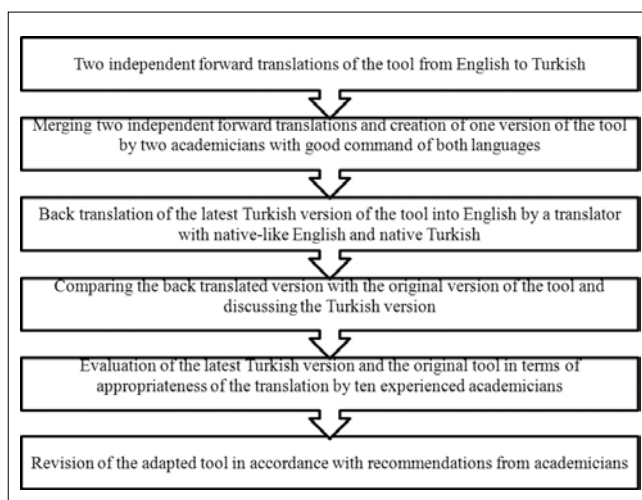 Two independent forward translations of the tool from English to Turkish
Merging two independent forward translations and creation of one version of the tool
by two academicians with good command of both languages
Back translation of the latest Turkish version of the tool into English by a translator
with native-like English and native Turkish
Comparing the back translated version with the original version of the tool and
discussing the Turkish version
Evaluation of the latest Turkish version and the original tool in terms of
appropriateness of the translation by ten experienced academicians
Revision of the adapted tool in accordance with recommendations from academicians